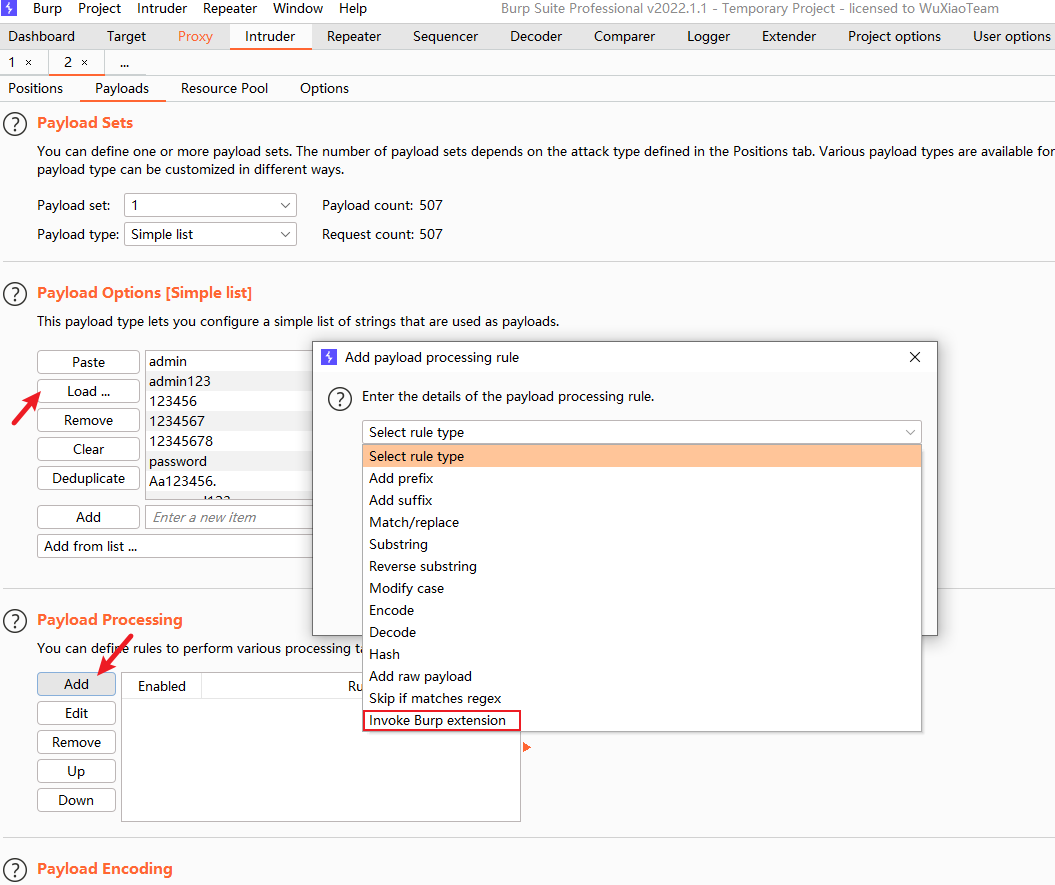 Burp Project Intruder Repeater Window Help Burp Suite Professional v2022.1.1 - Temporary Project - licensed to WuXiaoTeam
Dashboard Target Proxy Intruder Repeater Sequencer Decoder Comparer Logger Extender Project options User options
1 × 2 × ...
Positions Payloads Resource Pool Options
? Payload Sets
You can define one or more payload sets. The number of payload sets depends on the attack type defined in the Positions tab. Various payload types are available for
payload type can be customized in different ways.
Payload set: 1 Payload count: 507
Payload type: Simple list Request count: 507
? Payload Options [Simple list]
This payload type lets you configure a simple list of strings that are used as payloads.
Paste
Load ...
Remove
Clear
Deduplicate
admin
admin123
123456
1234567
12345678
password
Aa123456.
Add Enter a new item
Add from list ...
Add payload processing rule ×
? Enter the details of the payload processing rule.
Select rule type
Select rule type
Add prefix
Add suffix
Match/replace
Substring
Reverse substring
Modify case
Encode
Decode
Hash
Add raw payload
Skip if matches regex
Invoke Burp extension
? Payload Processing
You can define rules to perform various processing ta
Add
Edit
Remove
Up
Down
Enabled Ru
? Payload Encoding